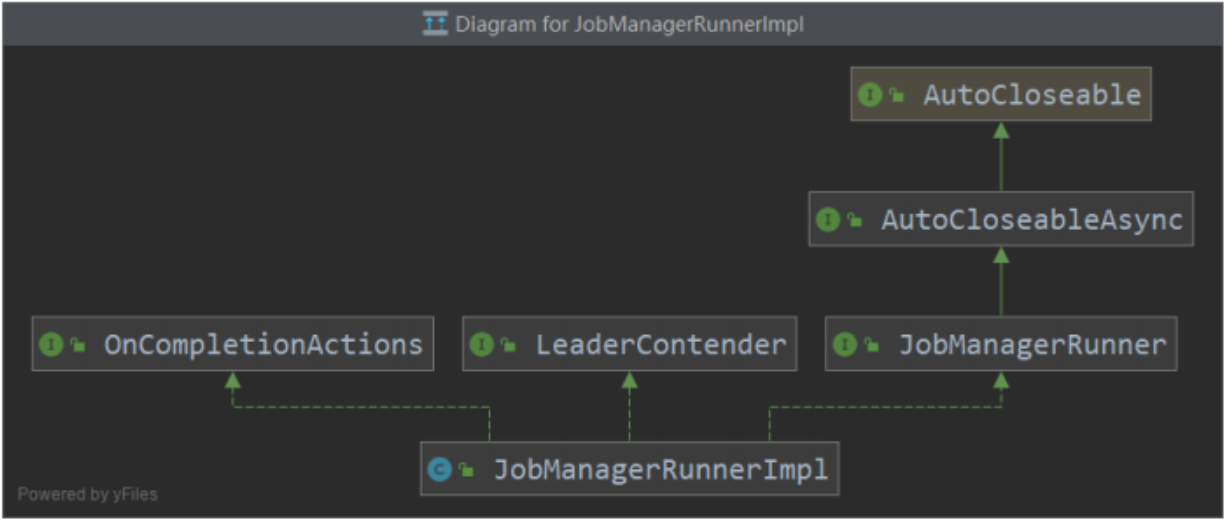 Diagram for JobManagerRunnerImpl
AutoCloseable
AutoCloseableAsync
OnCompletionActions
LeaderContender
JobManagerRunner
JobManagerRunnerImpl
Powered by yFiles